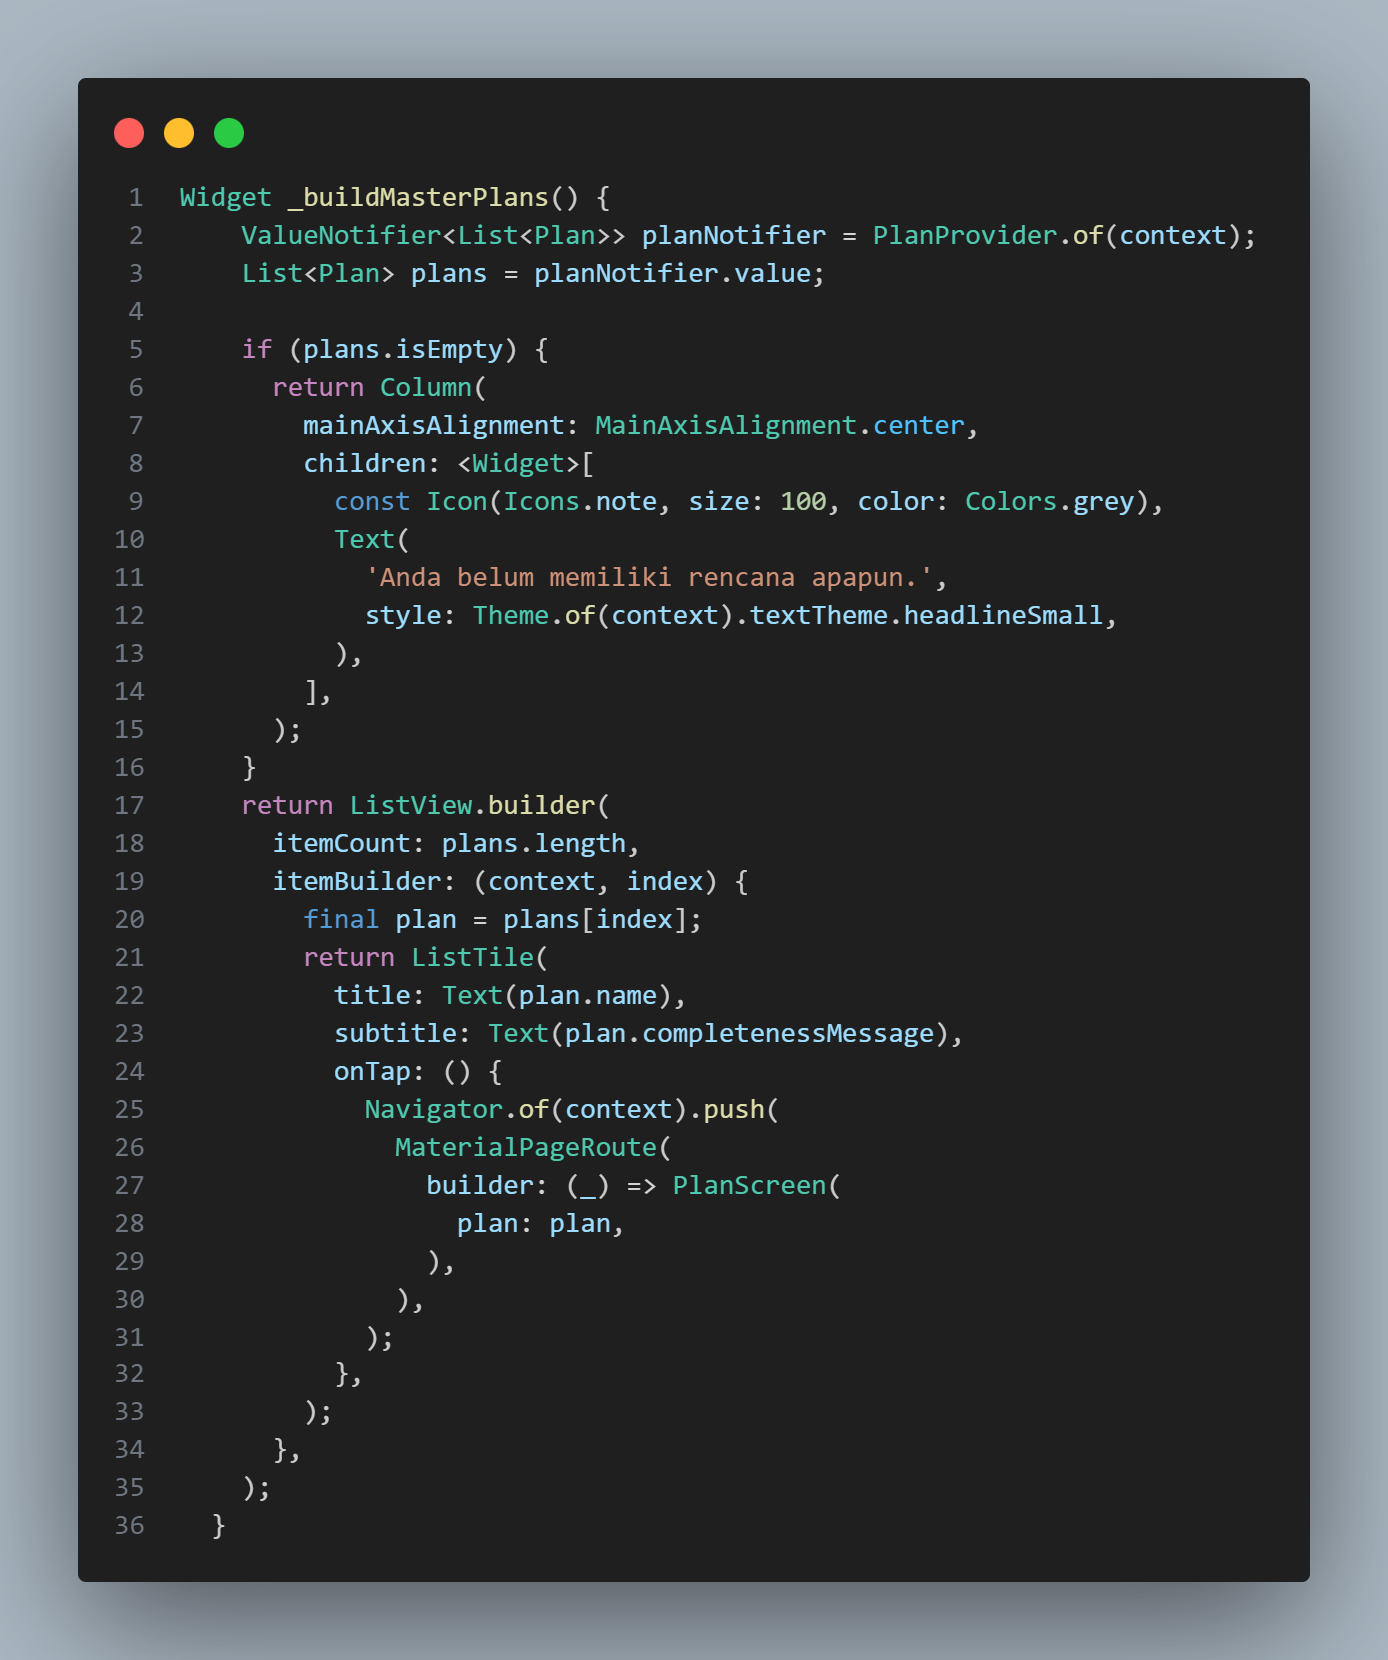 1 Widget _buildMasterPlans() {
2     ValueNotifier<List<Plan>> planNotifier = PlanProvider.of(context);
3     List<Plan> plans = planNotifier.value;
4
5     if (plans.isEmpty) {
6       return Column(
7         mainAxisAlignment: MainAxisAlignment.center,
8         children: <Widget>[
9           const Icon(Icons.note, size: 100, color: Colors.grey),
10           Text(
11             'Anda belum memiliki rencana apapun.',
12             style: Theme.of(context).textTheme.headlineSmall,
13           ),
14         ],
15       );
16     }
17     return ListView.builder(
18       itemCount: plans.length,
19       itemBuilder: (context, index) {
20         final plan = plans[index];
21         return ListTile(
22           title: Text(plan.name),
23           subtitle: Text(plan.completenessMessage),
24           onTap: () {
25             Navigator.of(context).push(
26               MaterialPageRoute(
27                 builder: (_) => PlanScreen(
28                   plan: plan,
29                 ),
30               ),
31             );
32           },
33         );
34       },
35     );
36   }